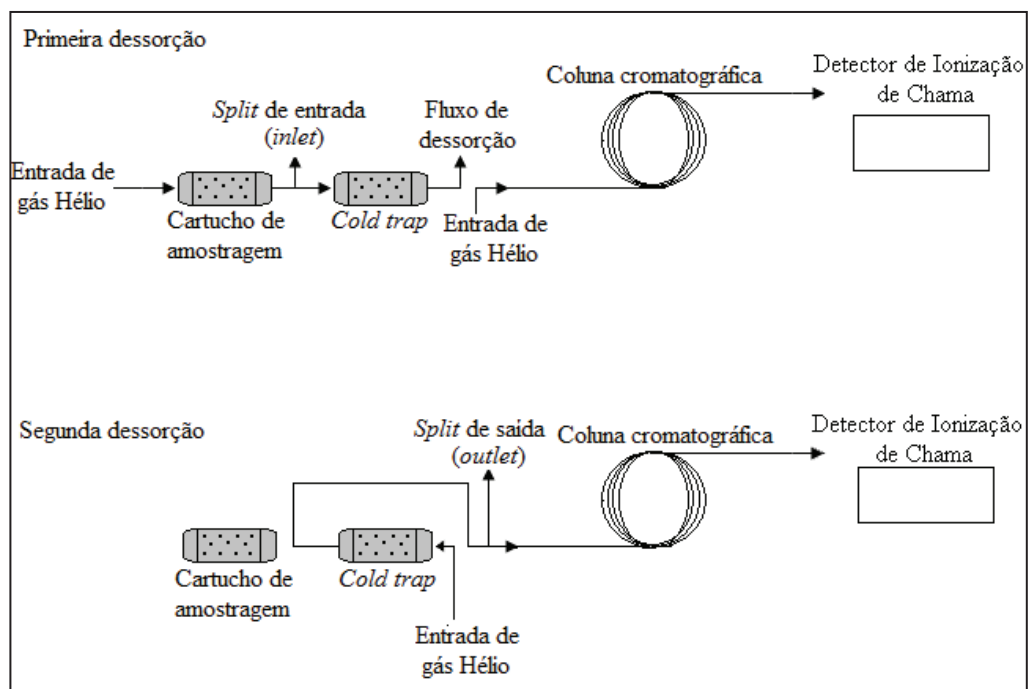 Primeira dessorção
Coluna cromatográfica
Detector de Ionização
de Chama
Split de entrada
(inlet)
Fluxo de
dessorção
Entrada de
gás Hélio
Cartucho de
amostragem
Cold trap
Entrada de
gás Hélio
Segunda dessorção
Split de saída
(outlet)
Coluna cromatográfica
Detector de Ionização
de Chama
Cartucho de
amostragem
Cold trap
Entrada de
gás Hélio